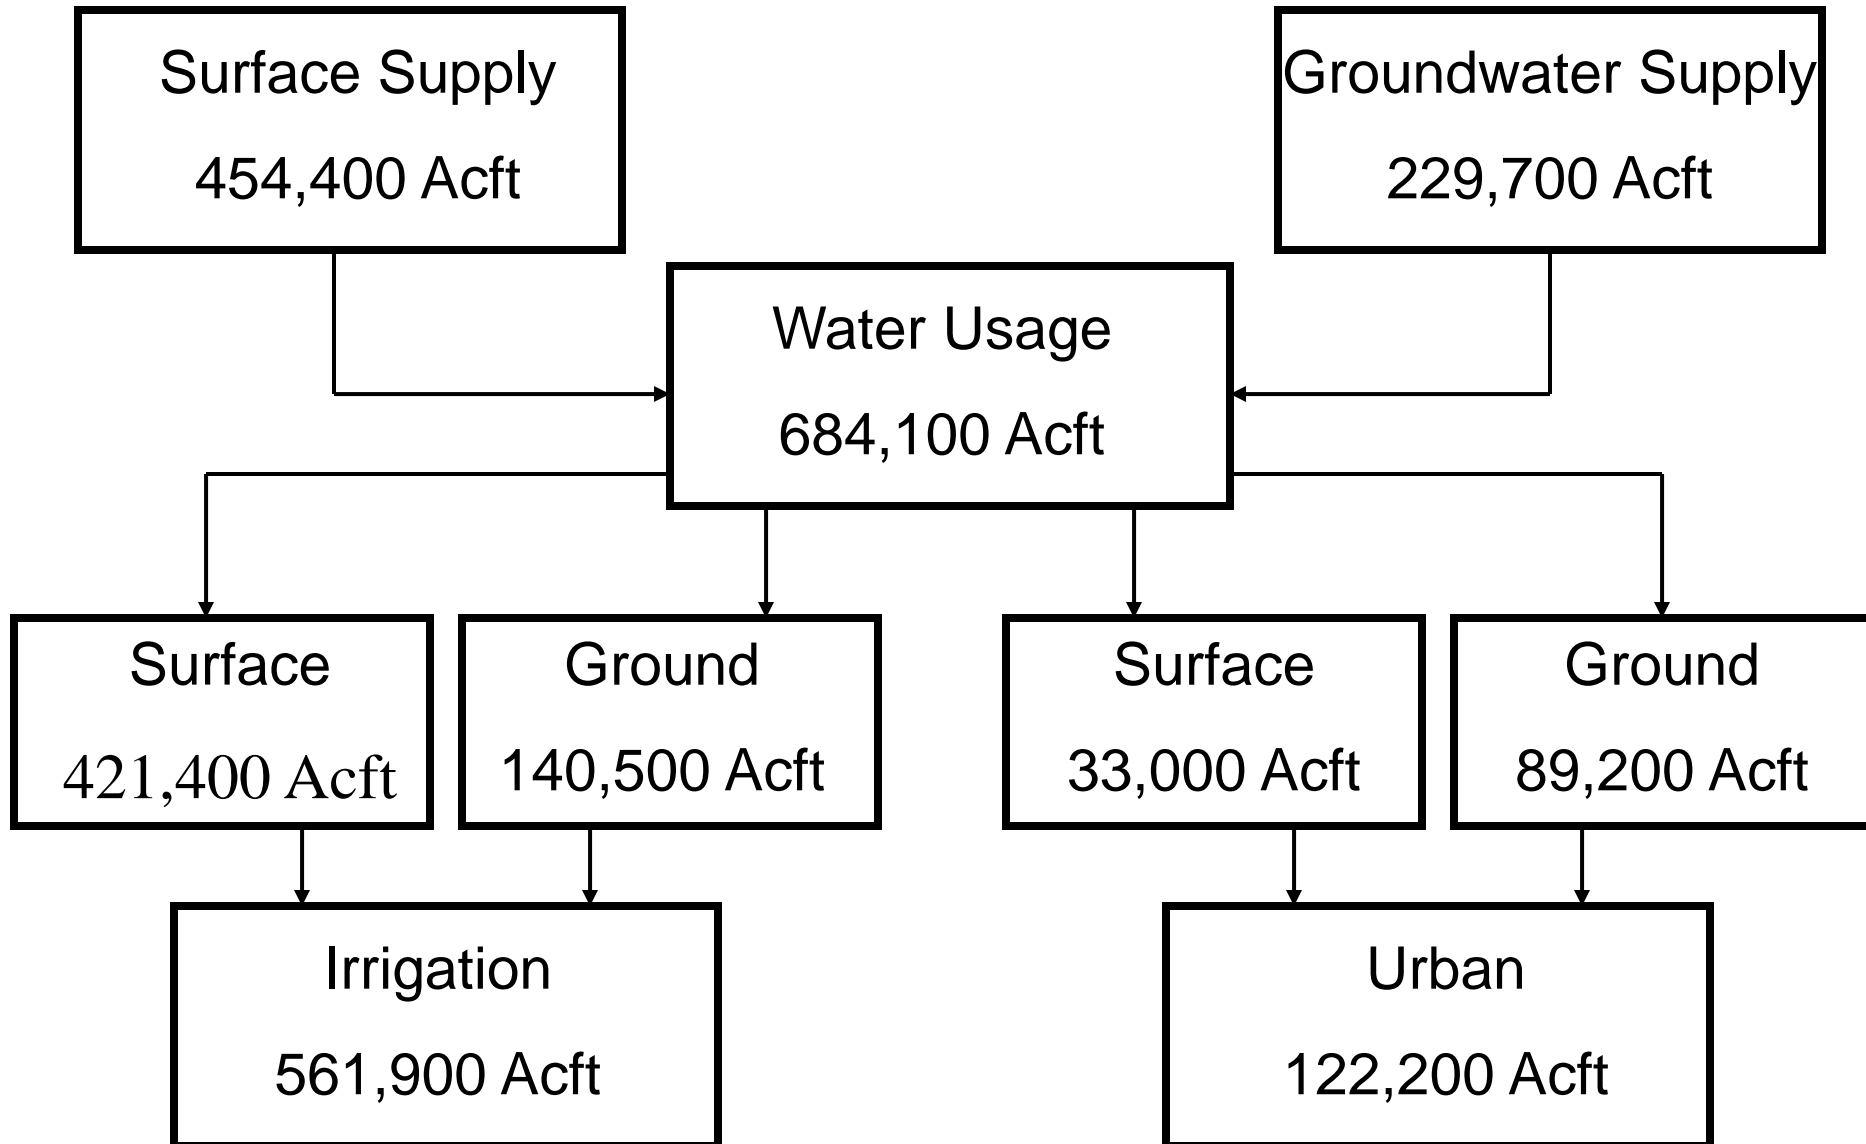 Surface Supply
454,400 Acft
Groundwater Supply
229,700 Acft
Water Usage
684,100 Acft
Surface
421,400 Acft
Ground
140,500 Acft
Surface
33,000 Acft
Ground
89,200 Acft
Irrigation
561,900 Acft
Urban
122,200 Acft